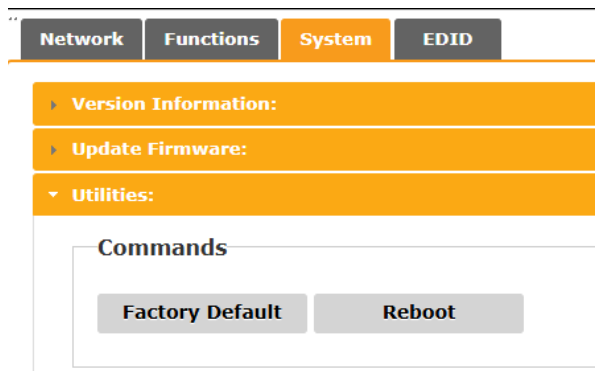 Network Functions System EDID
Version Information:
Update Firmware:
Utilities:
Commands
Factory Default Reboot